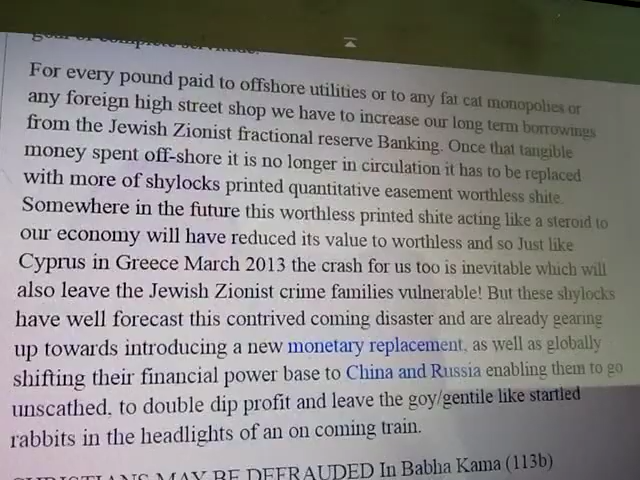 goal of complete servitude.
For every pound paid to offshore utilities or to any fat cat monopolies or
any foreign high street shop we have to increase our long term borrowings
from the Jewish Zionist fractional reserve Banking. Once that tangible
money spent off-shore it is no longer in circulation it has to be replaced
with more of shylocks printed quantitative easement worthless shite.
Somewhere in the future this worthless printed shite acting like a steroid to
our economy will have reduced its value to worthless and so Just like
Cyprus in Greece March 2013 the crash for us too is inevitable which will
also leave the Jewish Zionist crime families vulnerable! But these shylocks
have well forecast this contrived coming disaster and are already gearing
up towards introducing a new monetary replacement, as well as globally
shifting their financial power base to China and Russia enabling them to go
unscathed, to double dip profit and leave the goy/gentile like startled
rabbits in the headlights of an on coming train.
CHRISTIANS MAY BE DEFRAUDED In Babha Kama (113b)